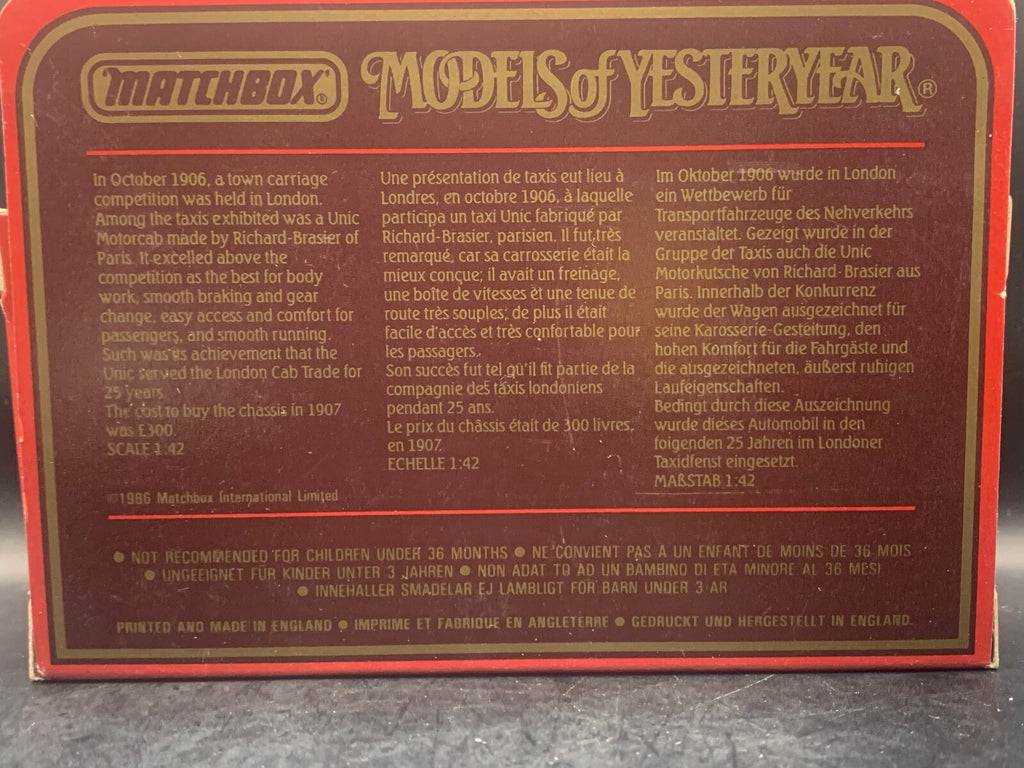 MATCHBOX
MODELS of YESTERYEAR ®
In October 1906, a town carriage
competition was held in London.
Among the taxis exhibited was a Unic
Motorcab made by Richard-Brasier of
Paris. It excelled above the
competition as the best for body
work, smooth braking and gear
change, easy access and comfort for
passengers, and smooth running.
Such was its achievement that the
Unic served the London Cab Trade for
25 years.
The cost to buy the chassis in 1907
was £300.
SCALE 1:42
©1986 Matchbox International Limited
Une présentation de taxis eut lieu à
Londres, en octobre 1906, à laquelle
participa un taxi Unic fabriqué par
Richard-Brasier, parisien. Il fut très
remarqué, car sa carrosserie était la
mieux conçue; il avait un freinage,
une boîte de vitesses et une tenue de
route très souples; de plus il était
facile d'accès et très confortable pour
les passagers.
Son succès fut tel qu'il fit partie de la
compagnie des taxis londoniens
pendant 25 ans.
Le prix du châssis était de 300 livres,
en 1907.
ECHELLE 1:42
Im Oktober 1906 wurde in London
ein Wettbewerb für
Transportfahrzeuge des Nehverkehrs
veranstaltet. Gezeigt wurde in der
Gruppe der Taxis auch die Unic
Motorkutsche von Richard-Brasier aus
Paris. Innerhalb der Konkurrenz
wurde der Wagen ausgezeichnet für
seine Karosserie-Gesteitung, den
hohen Komfort für die Fahrgäste und
die ausgezeichneten, äußerst ruhigen
Laufeigenschaften.
Bedingt durch diese Auszeichnung
wurde dieses Automobil in den
folgenden 25 Jahren im Londoner
Taxidfenst eingesetzt.
MAßSTAB 1:42
● NOT RECOMMENDED FOR CHILDREN UNDER 36 MONTHS ● NE CONVIENT PAS A UN ENFANT DE MOINS DE 36 MOIS
● UNGEEIGNET FÜR KINDER UNTER 3 JAHREN ● NON ADAT TO AD UN BAMBINO DI ETA MINORE AL 36 MESI
● INNEHALLER SMADELAR EJ LAMBLIGT FOR BARN UNDER 3 AR
PRINTED AND MADE IN ENGLAND ● IMPRIME ET FABRIQUE EN ANGLETERRE ● GEDRUCKT UND HERGESTELLT IN ENGLAND.